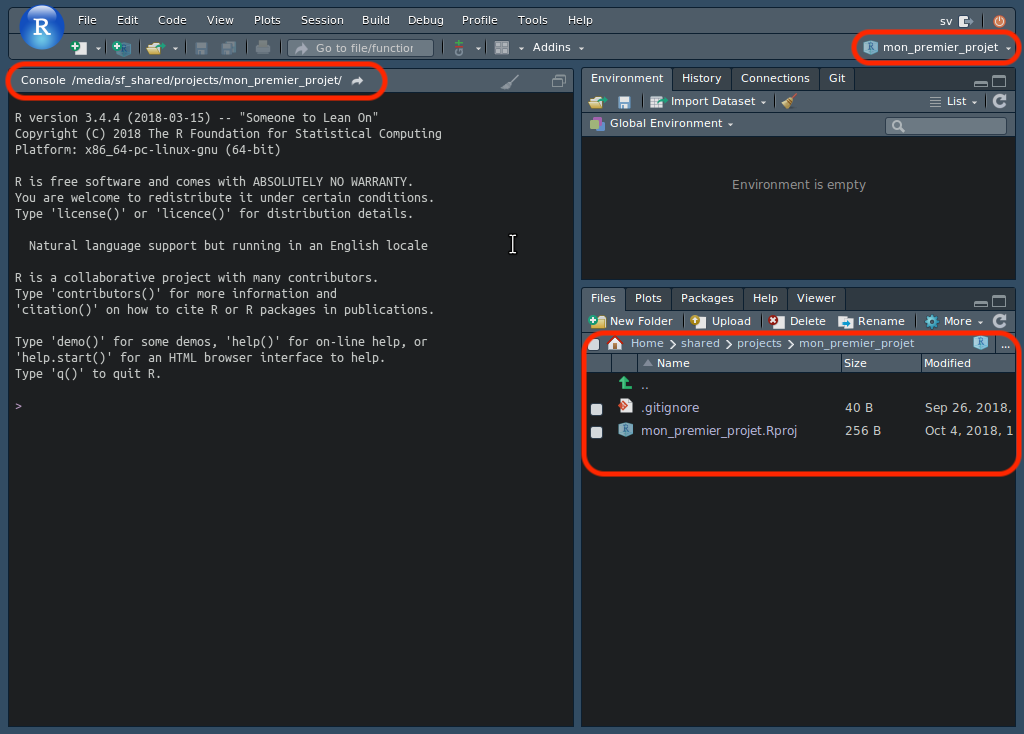 R
File Edit Code View Plots Session Build Debug Profile Tools Help
sv
Go to file/function
Addins
mon_premier_projet
Console /media/sf_shared/projects/mon_premier_projet/
R version 3.4.4 (2018-03-15) -- "Someone to Lean On"
Copyright (C) 2018 The R Foundation for Statistical Computing
Platform: x86_64-pc-linux-gnu (64-bit)
R is free software and comes with ABSOLUTELY NO WARRANTY.
You are welcome to redistribute it under certain conditions.
Type 'license()' or 'licence()' for distribution details.
Natural language support but running in an English locale
R is a collaborative project with many contributors.
Type 'contributors()' for more information and
'citation()' on how to cite R or R packages in publications.
Type 'demo()' for some demos, 'help()' for on-line help, or
'help.start()' for an HTML browser interface to help.
Type 'q()' to quit R.
>
Environment History Connections Git
Import Dataset List
Global Environment
Environment is empty
Files Plots Packages Help Viewer
New Folder Upload Delete Rename More
Home shared projects mon_premier_projet R ...
Name Size Modified
..
.gitignore 40 B Sep 26, 2018,
mon_premier_projet.Rproj 256 B Oct 4, 2018, 1